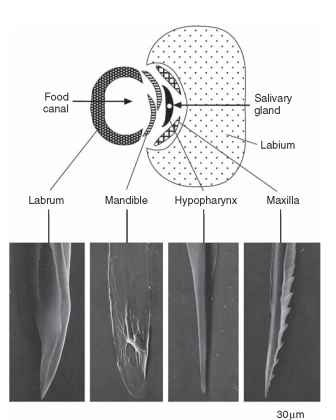 Food
canal
Salivary
gland
Labium
Labrum
Mandible
Hypopharynx
Maxilla
30μm